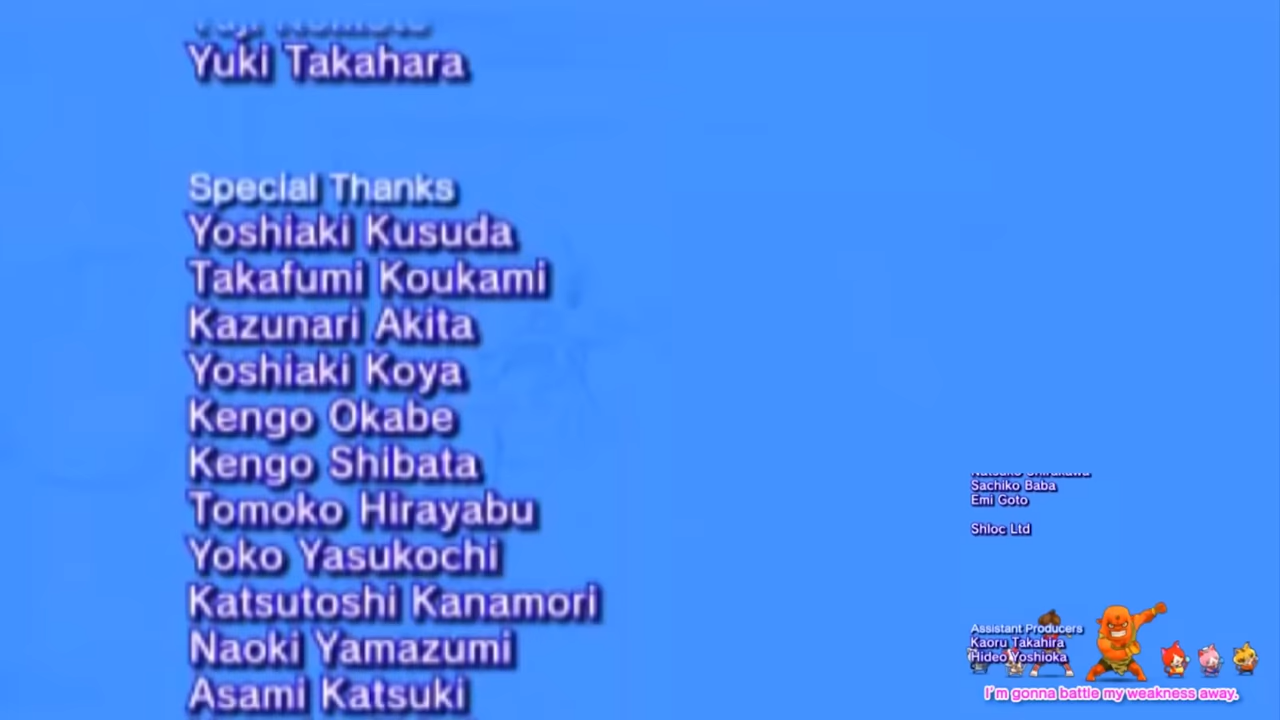 Yuki Takahara
Special Thanks
Yoshiaki Kusuda
Takafumi Koukami
Kazunari Akita
Yoshiaki Koya
Kengo Okabe
Kengo Shibata
Tomoko Hirayabu
Yoko Yasukochi
Katsutoshi Kanamori
Naoki Yamazumi
Asami Katsuki
Sachiko Baba
Emi Goto
Shloc Ltd
Assistant Producers
Kaoru Takahira
Hideo Yoshioka
I'm gonna battle my weakness away.